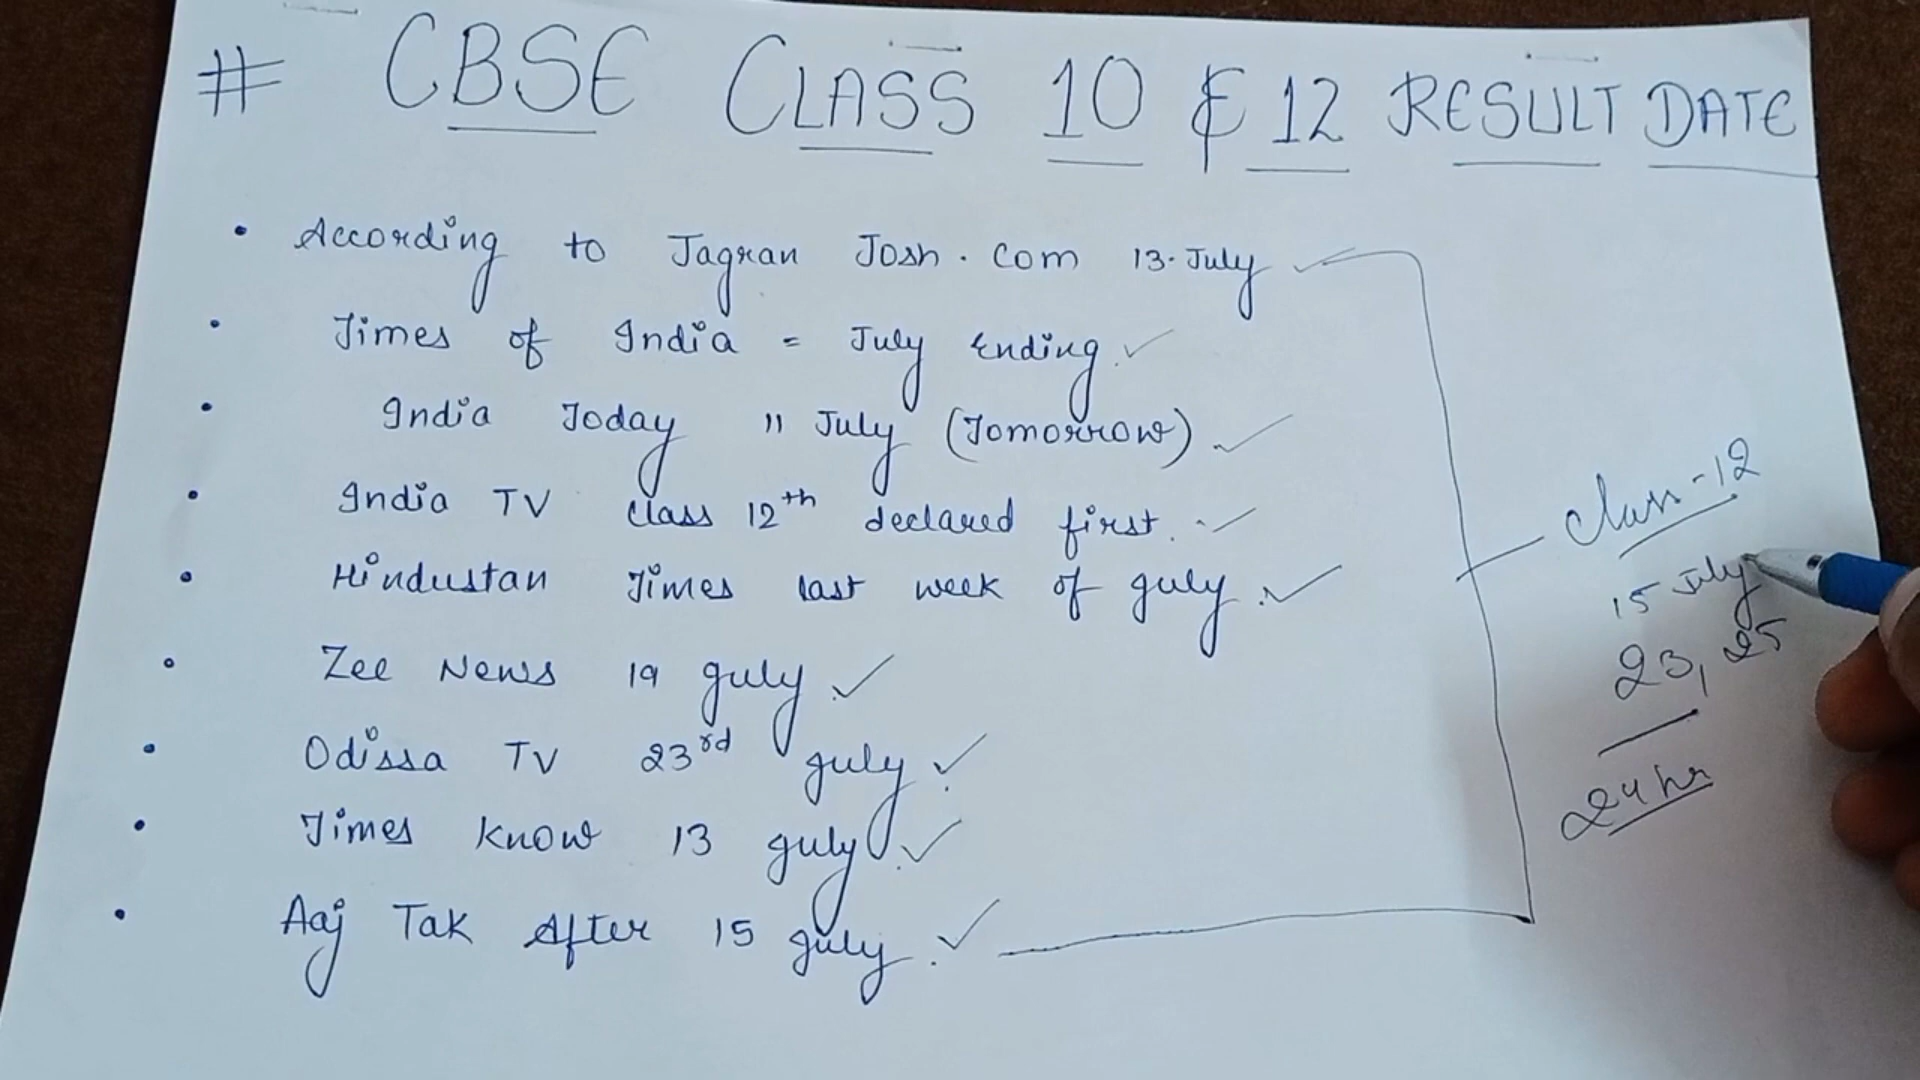 # CBSE CLASS 10 & 12 RESULT DATE
• According to Jagran Josh.Com 13.July
• Times of India = July Ending.
• India Today 11 July (Tomorrow)
• India TV Class 12th declared first.
• Hindustan Times last week of july.
• Zee News 19 july.
• Odissa TV 23rd july.
• Times Know 13 july.
• Aaj Tak After 15 july.
Class-12
15 July
23, 25
24 hr